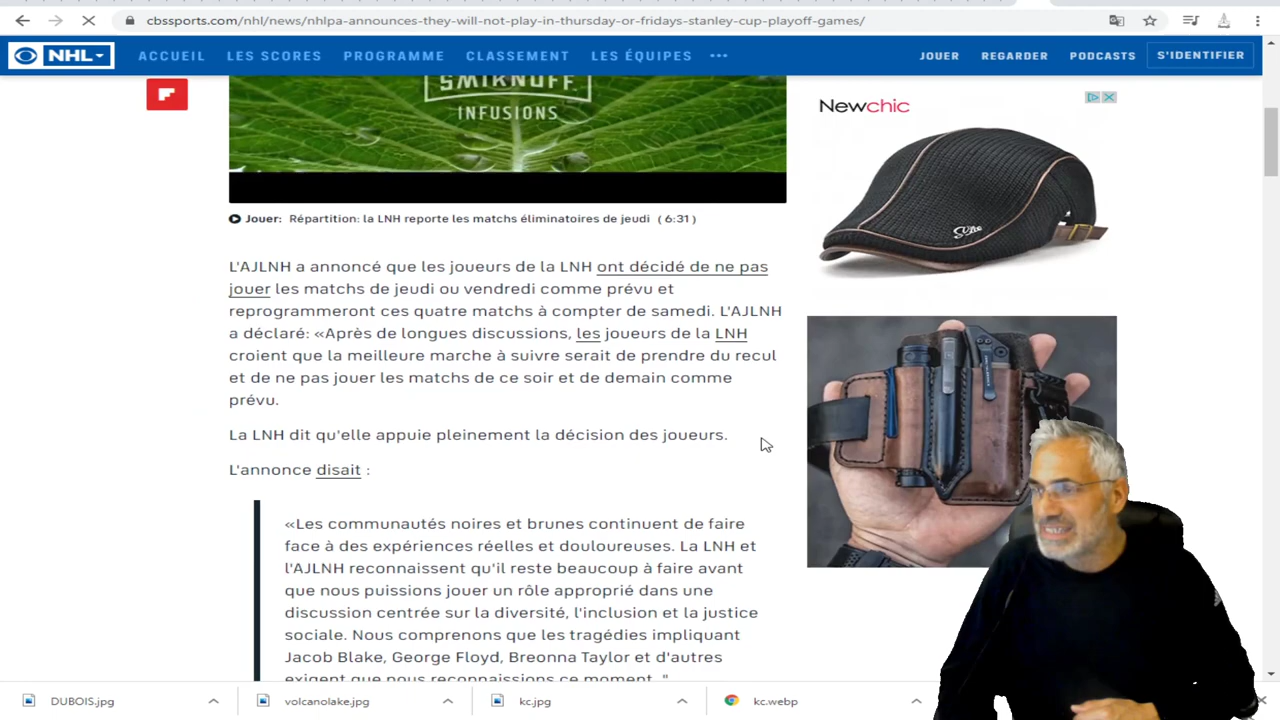 cbssports.com/nhl/news/nhlpa-announces-they-will-not-play-in-thursday-or-fridays-stanley-cup-playoff-games/
NHL ACCUEIL LES SCORES PROGRAMME CLASSEMENT LES ÉQUIPES ••• JOUER REGARDER PODCASTS S'IDENTIFIER
SMIRNOFF
INFUSIONS
Newchic
Jouer: Répartition: la LNH reporte les matchs éliminatoires de jeudi ( 6:31 )
L'AJLNH a annoncé que les joueurs de la LNH ont décidé de ne pas
jouer les matchs de jeudi ou vendredi comme prévu et
reprogrammeront ces quatre matchs à compter de samedi. L'AJLNH
a déclaré: «Après de longues discussions, les joueurs de la LNH
croient que la meilleure marche à suivre serait de prendre du recul
et de ne pas jouer les matchs de ce soir et de demain comme
prévu.
La LNH dit qu'elle appuie pleinement la décision des joueurs.
L'annonce disait :
«Les communautés noires et brunes continuent de faire
face à des expériences réelles et douloureuses. La LNH et
l'AJLNH reconnaissent qu'il reste beaucoup à faire avant
que nous puissions jouer un rôle approprié dans une
discussion centrée sur la diversité, l'inclusion et la justice
sociale. Nous comprenons que les tragédies impliquant
Jacob Blake, George Floyd, Breonna Taylor et d'autres
exigent que nous reconnaissions ce moment. "
DUBOIS.jpg volcanolake.jpg kc.jpg kc.webp